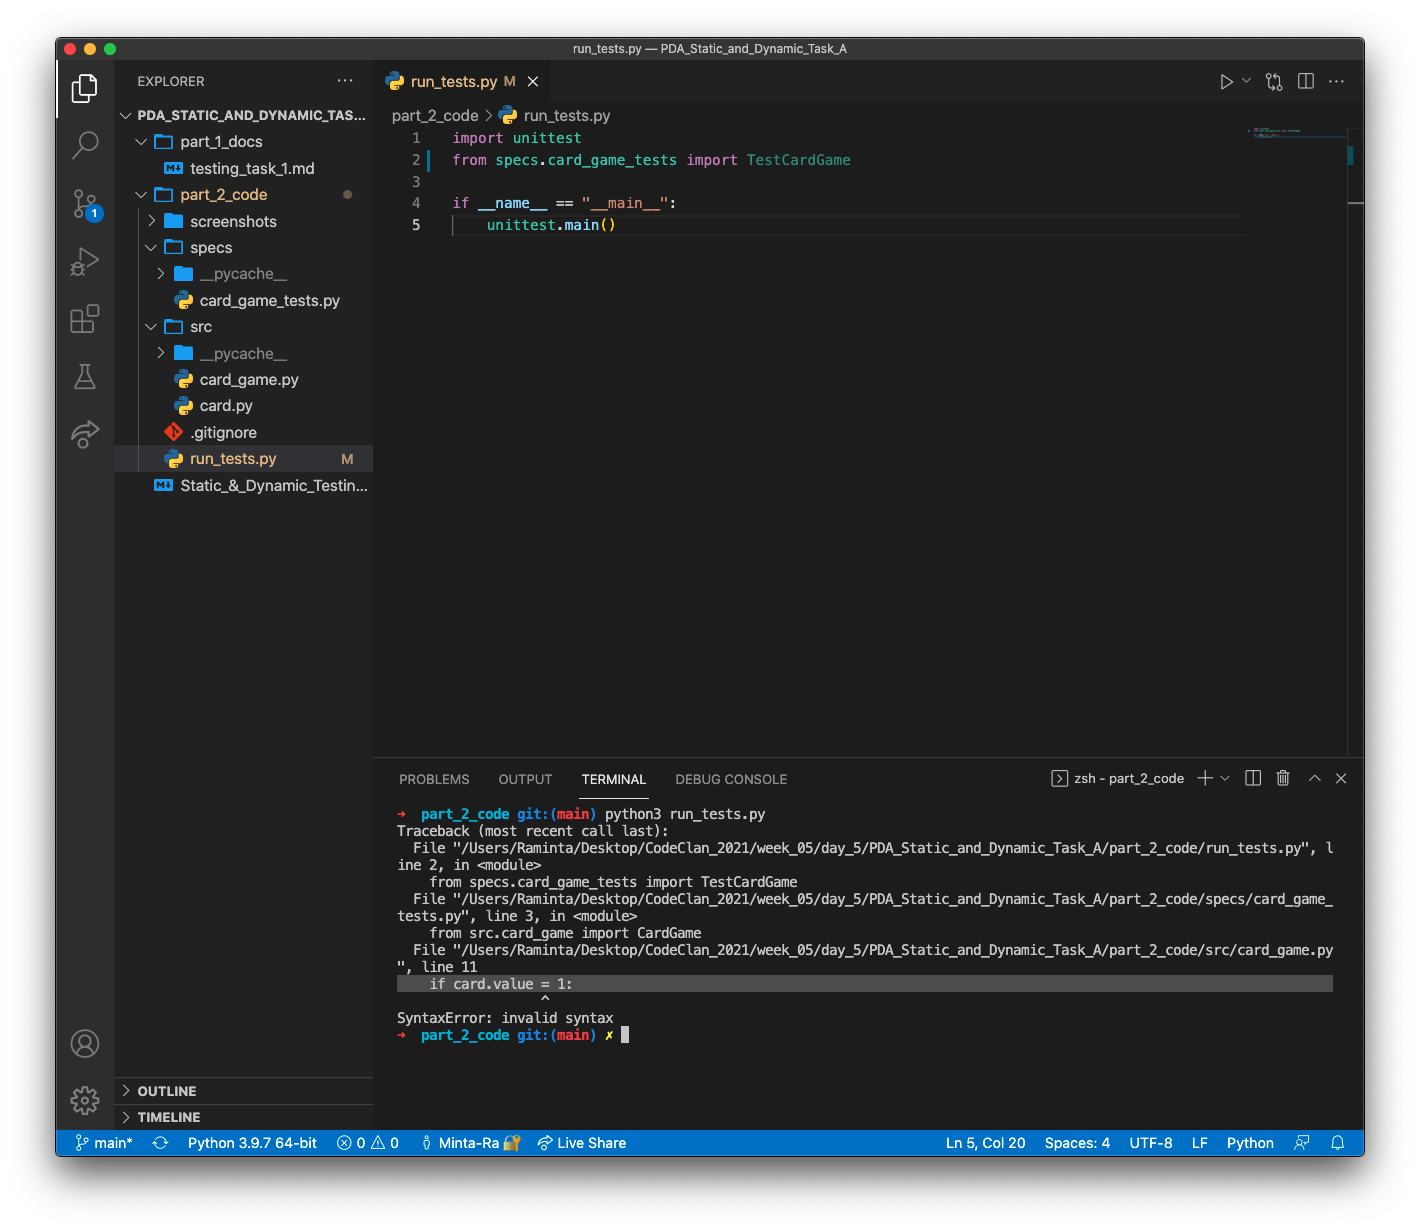 run_tests.py — PDA_Static_and_Dynamic_Task_A
EXPLORER
PDA_STATIC_AND_DYNAMIC_TAS...
part_1_docs
testing_task_1.md
part_2_code
screenshots
specs
__pycache__
card_game_tests.py
src
__pycache__
card_game.py
card.py
.gitignore
run_tests.py M
Static_&_Dynamic_Testin...
OUTLINE
TIMELINE
1
run_tests.py M
part_2_code > run_tests.py
1 import unittest
2 from specs.card_game_tests import TestCardGame
3
4 if __name__ == "__main__":
5 unittest.main()
PROBLEMS OUTPUT TERMINAL DEBUG CONSOLE
zsh - part_2_code
➜ part_2_code git:(main) python3 run_tests.py
Traceback (most recent call last):
File "/Users/Raminta/Desktop/CodeClan_2021/week_05/day_5/PDA_Static_and_Dynamic_Task_A/part_2_code/run_tests.py", l
ine 2, in <module>
from specs.card_game_tests import TestCardGame
File "/Users/Raminta/Desktop/CodeClan_2021/week_05/day_5/PDA_Static_and_Dynamic_Task_A/part_2_code/specs/card_game_
tests.py", line 3, in <module>
from src.card_game import CardGame
File "/Users/Raminta/Desktop/CodeClan_2021/week_05/day_5/PDA_Static_and_Dynamic_Task_A/part_2_code/src/card_game.py
", line 11
if card.value = 1:
^
SyntaxError: invalid syntax
➜ part_2_code git:(main) ✗
main* Python 3.9.7 64-bit 0 0 Minta-Ra Live Share Ln 5, Col 20 Spaces: 4 UTF-8 LF Python